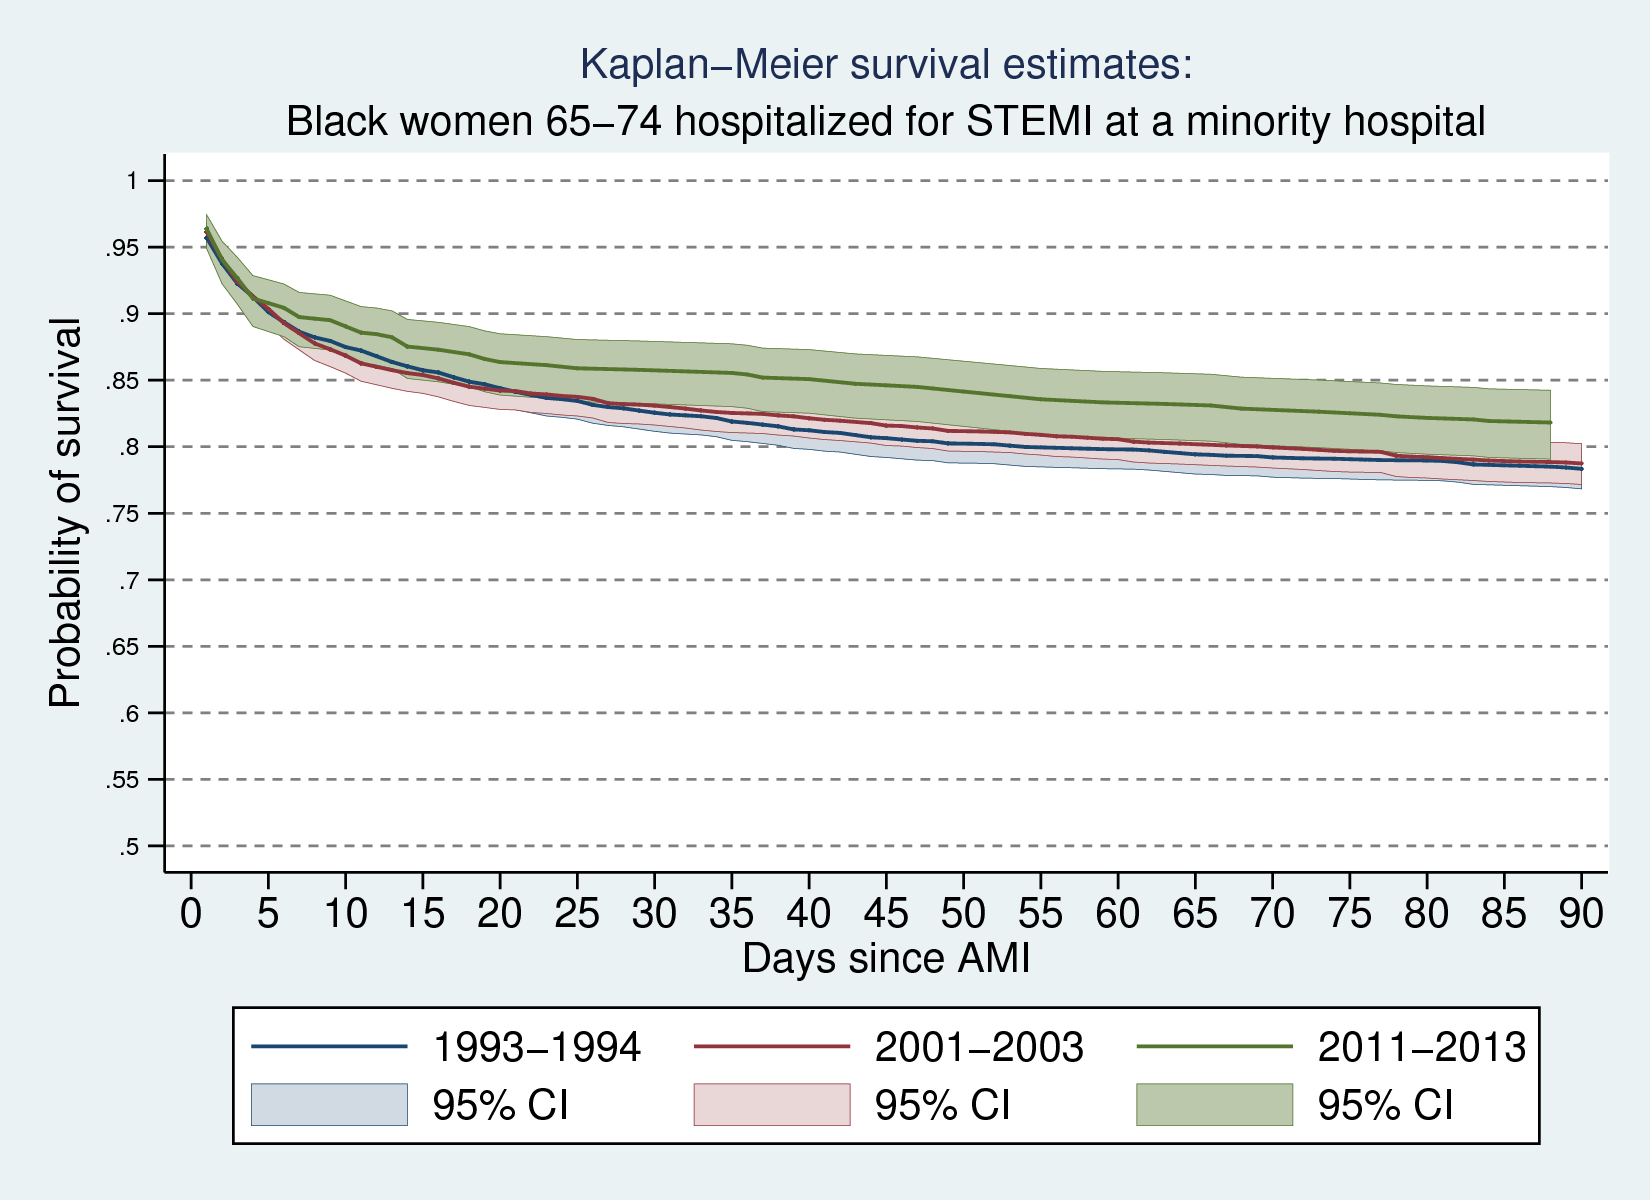 Kaplan−Meier survival estimates:
Black women 65−74 hospitalized for STEMI at a minority hospital
Probability of survival
1
.95
.9
.85
.8
.75
.7
.65
.6
.55
.5
0 5 10 15 20 25 30 35 40 45 50 55 60 65 70 75 80 85 90
Days since AMI
1993−1994 2001−2003 2011−2013
95% CI 95% CI 95% CI